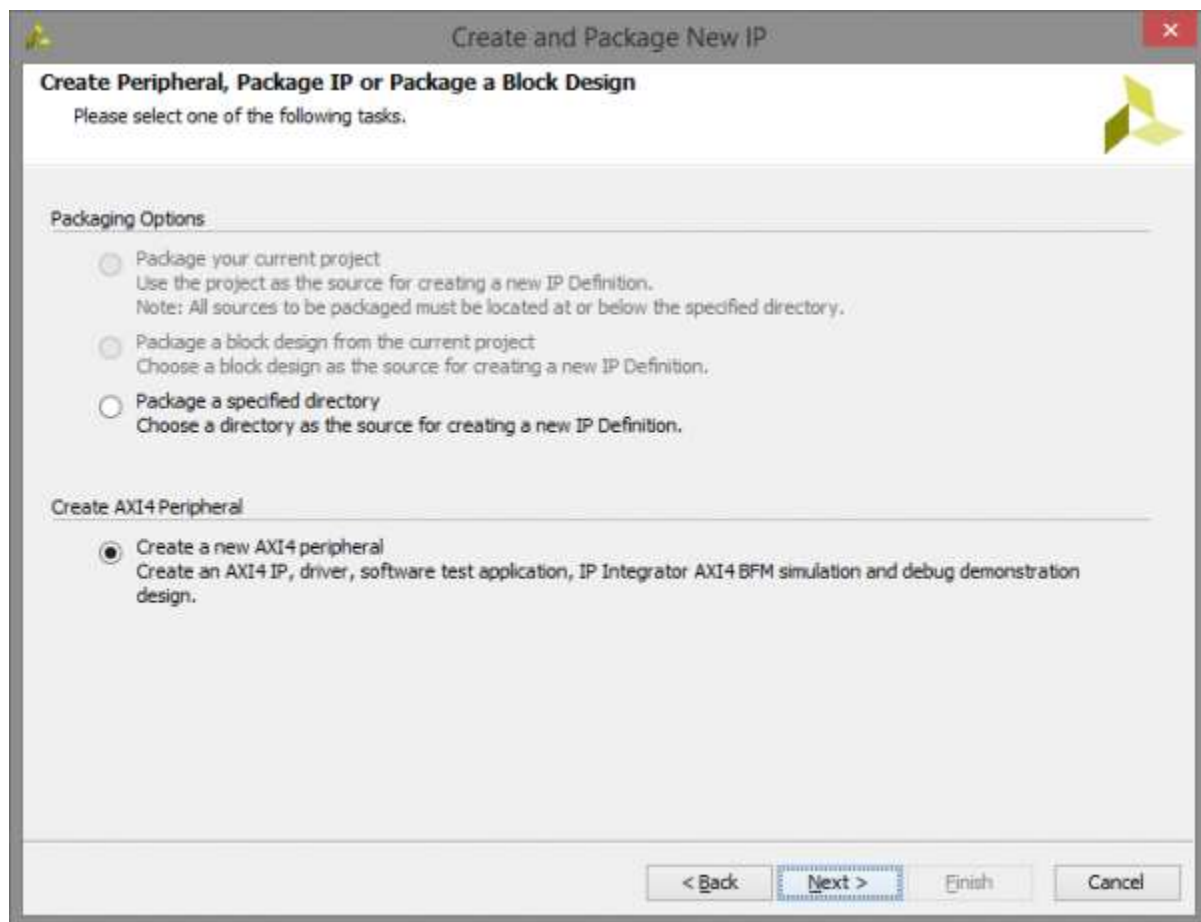 Create and Package New IP
Create Peripheral, Package IP or Package a Block Design
Please select one of the following tasks.
Packaging Options
Package your current project
Use the project as the source for creating a new IP Definition.
Note: All sources to be packaged must be located at or below the specified directory.
Package a block design from the current project
Choose a block design as the source for creating a new IP Definition.
Package a specified directory
Choose a directory as the source for creating a new IP Definition.
Create AXI4 Peripheral
Create a new AXI4 peripheral
Create an AXI4 IP, driver, software test application, IP Integrator AXI4 BFM simulation and debug demonstration
design.
< Back Next > Finish Cancel